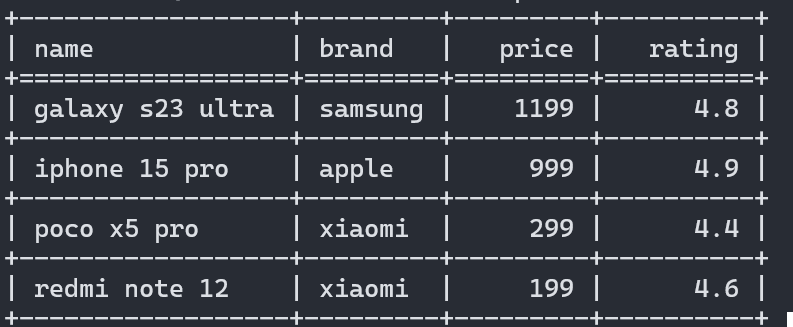 +------------------+---------+---------+----------+
| name             | brand   |   price |   rating |
+==================+=========+=========+==========+
| galaxy s23 ultra | samsung |    1199 |      4.8 |
+------------------+---------+---------+----------+
| iphone 15 pro    | apple   |     999 |      4.9 |
+------------------+---------+---------+----------+
| poco x5 pro      | xiaomi  |     299 |      4.4 |
+------------------+---------+---------+----------+
| redmi note 12    | xiaomi  |     199 |      4.6 |
+------------------+---------+---------+----------+